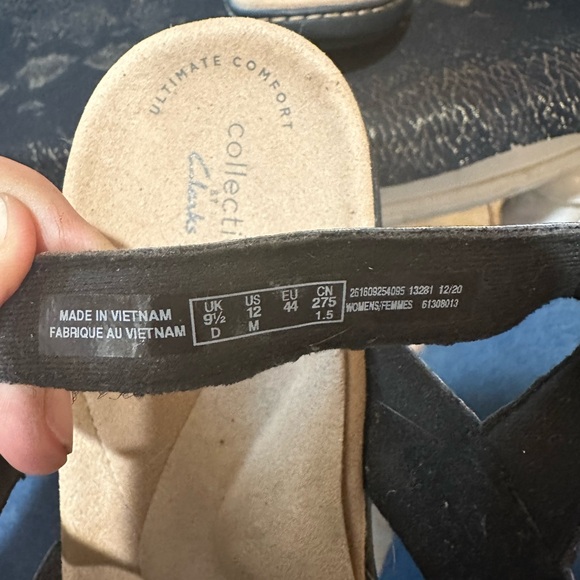 ULTIMATE COMFORT
collecti
BY
Clarks
MADE IN VIETNAM
FABRIQUE AU VIETNAM
UK US EU CN
9½ 12 44 275
D M 1.5
261609254095 13281 12/20
WOMENS/FEMMES 61308013